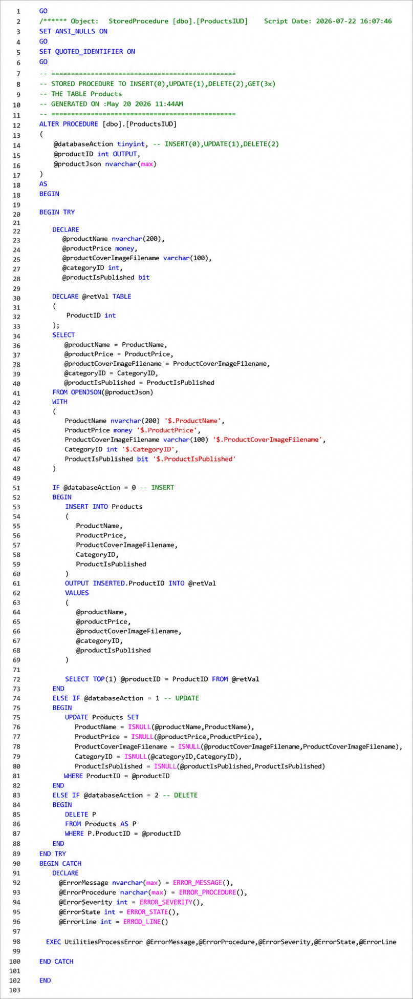 1 GO
2 /****** Object:   StoredProcedure [dbo].[ProductsIUD]    Script Date: 2026-07-22 16:07:46
3 SET ANSI_NULLS ON
4 GO
5 SET QUOTED_IDENTIFIER ON
6 GO
7 -- ===============================================
8 -- STORED PROCEDURE TO INSERT(0),UPDATE(1),DELETE(2),GET(3x)
9 -- THE TABLE Products
10 -- GENERATED ON :May 20 2026 11:44AM
11 -- ===============================================
12 ALTER PROCEDURE [dbo].[ProductsIUD]
13 (
14 @databaseAction tinyint, -- INSERT(0),UPDATE(1),DELETE(2)
15 @productID int OUTPUT,
16 @productJson nvarchar(max)
17 )
18 AS
18 BEGIN
19
20 BEGIN TRY
21
22 DECLARE
23 @productName nvarchar(200),
24 @productPrice money,
25 @productCoverImageFilename varchar(100),
27 @categoryID int,
28 @productIsPublished bit
29
30 DECLARE @retVal TABLE
31 (
32 ProductID int
33 );
34 SELECT
36 @productName = ProductName,
37 @productPrice = ProductPrice,
78 @productCoverImageFilename = ProductCoverImageFilename,
39 @categoryID = CategoryID,
40 @productIsPublished = ProductIsPublished
41 FROM OPENJSON(@productJson)
42 WITH
43 (
44 ProductName nvarchar(200) '$.ProductName',
45 ProductPrice money '$.ProductPrice',
45 ProductCoverImageFilename varchar(100) '$.ProductCoverImageFilename',
46 CategoryID int '$.CategoryID',
47 ProductIsPublished bit '$.ProductIsPublished'
48 )
49
51 IF @databaseAction = 0 -- INSERT
52 BEGIN
53 INSERT INTO Products
54 (
55 ProductName,
56 ProductPrice,
57 ProductCoverImageFilename,
58 CategoryID,
59 ProductIsPublished
60 )
61 OUTPUT INSERTED.ProductID INTO @retVal
62 VALUES
63 (
64 @productName,
65 @productPrice,
66 @productCoverImageFilename,
67 @categoryID,
68 @productIsPublished
69 )
71
72 SELECT TOP(1) @productID = ProductID FROM @retVal
73 END
74 ELSE IF @databaseAction = 1 -- UPDATE
75 BEGIN
75 UPDATE Products SET
76 ProductName = ISNULL(@productName,ProductName),
77 ProductPrice = ISNULL(@productPrice,ProductPrice),
78 ProductCoverImageFilename = ISNULL(@productCoverImageFilename,ProductCoverImageFilename),
79 CategoryID = ISNULL(@categoryID,CategoryID),
80 ProductIsPublished = ISNULL(@productIsPublished,ProductIsPublished)
81 WHERE ProductID = @productID
82 END
83 ELSE IF @databaseAction = 2 -- DELETE
84 BEGIN
85 DELETE P
86 FROM Products AS P
87 WHERE P.ProductID = @productID
88 END
89 END TRY
90 BEGIN CATCH
91 DECLARE
92 @ErrorMessage nvarchar(max) = ERROR_MESSAGE(),
93 @ErrorProcedure narchar(max) = ERROR_PROCEDURE(),
94 @ErrorSeverity int = ERROR_SEVERITY(),
95 @ErrorState int = ERROR_STATE(),
96 @ErrorLine int = ERROD_LINE()
97
98 EXEC UtilitiesProcessError @ErrorMessage,@ErrorProcedure,@ErrorSeverity,@ErrorState,@ErrorLine
99
100 END CATCH
101
102 END
103